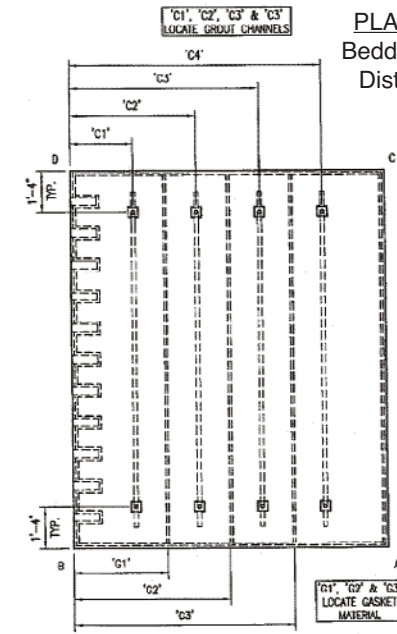 'C1', 'C2', 'C3' & 'C3'
LOCATE GROUT CHANNELS
PLA
Bedd
Dist
'C4'
'C3'
'C2'
'C1'
D
C
1'-4"
TYP.
1'-4"
TYP.
B
A
'G1'
'G2'
'G3'
'G1', 'G2' & 'G3
LOCATE GASKET
MATERIAL